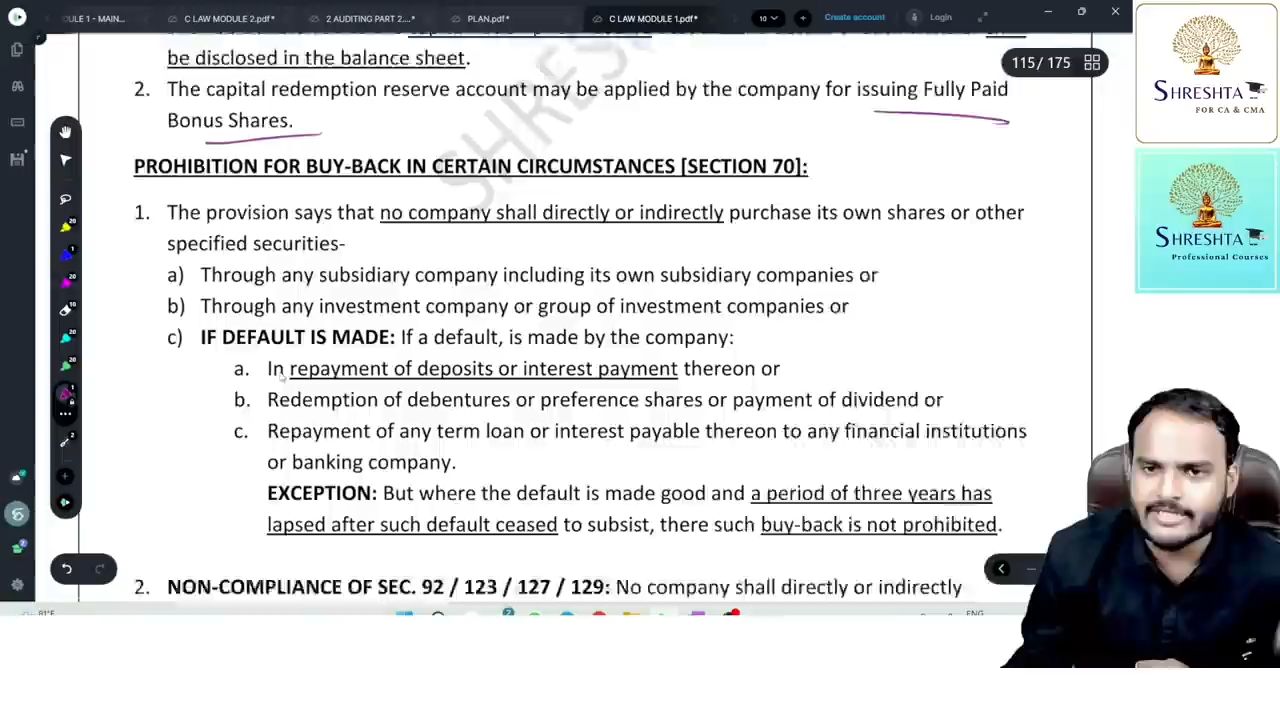 ULE 1 - MAIN...
C LAW MODULE 2.pdf*
2 AUDITING PART 2....*
PLAN.pdf*
C LAW MODULE 1.pdf*
10
Create account
Login
be disclosed in the balance sheet.
115/ 175
2. The capital redemption reserve account may be applied by the company for issuing Fully Paid
Bonus Shares.
PROHIBITION FOR BUY-BACK IN CERTAIN CIRCUMSTANCES [SECTION 70]:
1. The provision says that no company shall directly or indirectly purchase its own shares or other
specified securities-
a) Through any subsidiary company including its own subsidiary companies or
b) Through any investment company or group of investment companies or
c) IF DEFAULT IS MADE: If a default, is made by the company:
a. In repayment of deposits or interest payment thereon or
b. Redemption of debentures or preference shares or payment of dividend or
c. Repayment of any term loan or interest payable thereon to any financial institutions
or banking company.
EXCEPTION: But where the default is made good and a period of three years has
lapsed after such default ceased to subsist, there such buy-back is not prohibited.
2. NON-COMPLIANCE OF SEC. 92 / 123 / 127 / 129: No company shall directly or indirectly
SHRES
ENG
SHRESHTA
FOR CA & CMA
SHRESHTA
Professional Courses